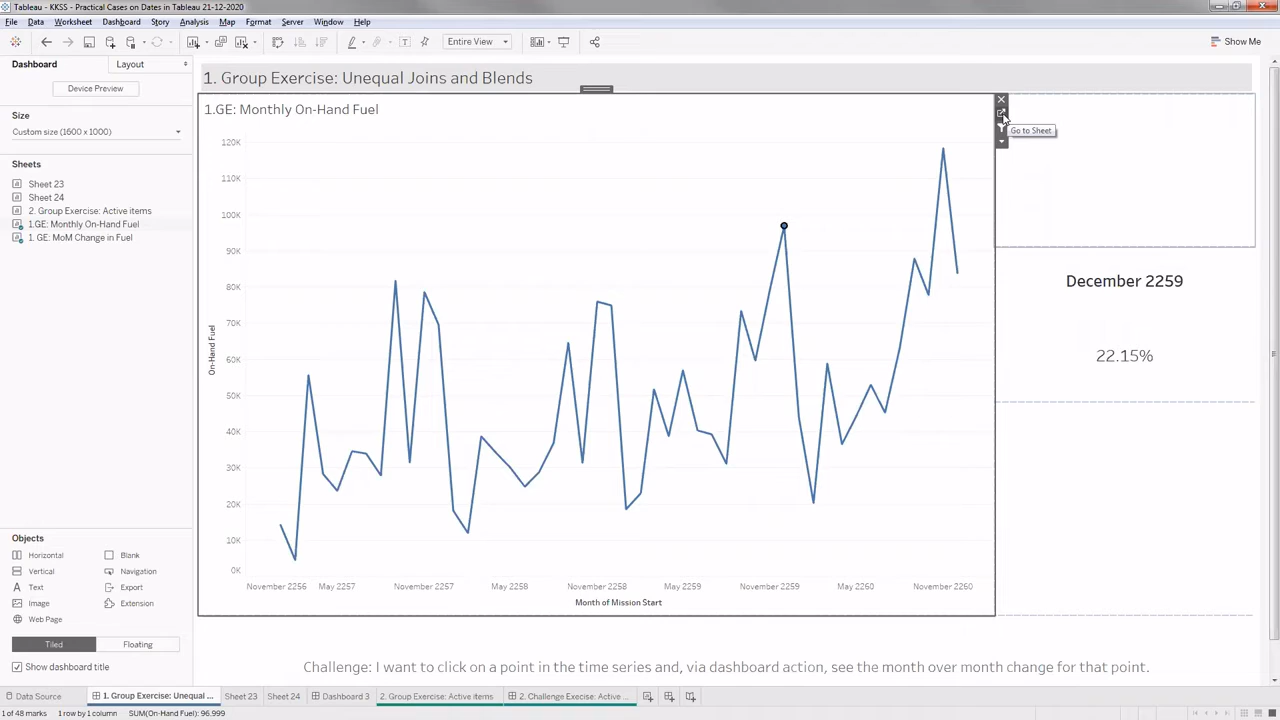 Tableau - KKSS - Practical Cases on Dates in Tableau 21-12-2020
File Data Worksheet Dashboard Story Analysis Map Format Server Window Help
Entire View
Show Me
Dashboard Layout
Device Preview
Size
Custom size (1600 x 1000)
Sheets
Sheet 23
Sheet 24
2. Group Exercise: Active items
1.GE: Monthly On-Hand Fuel
1. GE: MoM Change in Fuel
Objects
Horizontal Blank
Vertical Navigation
Text Export
Image Extension
Web Page
Tiled Floating
Show dashboard title
1. Group Exercise: Unequal Joins and Blends
1.GE: Monthly On-Hand Fuel
Go to Sheet
120K
110K
100K
90K
80K
70K
60K
50K
40K
30K
20K
10K
0K
On-Hand Fuel
November 2256 May 2257 November 2257 May 2258 November 2258 May 2259 November 2259 May 2260 November 2260
Month of Mission Start
December 2259
22.15%
Challenge: I want to click on a point in the time series and, via dashboard action, see the month over month change for that point.
Data Source 1. Group Exercise: Unequal ... Sheet 23 Sheet 24 Dashboard 3 2. Group Exercise: Active items 2. Challenge Execise: Active ...
1 of 48 marks 1 row by 1 column SUM(On-Hand Fuel): 96.999